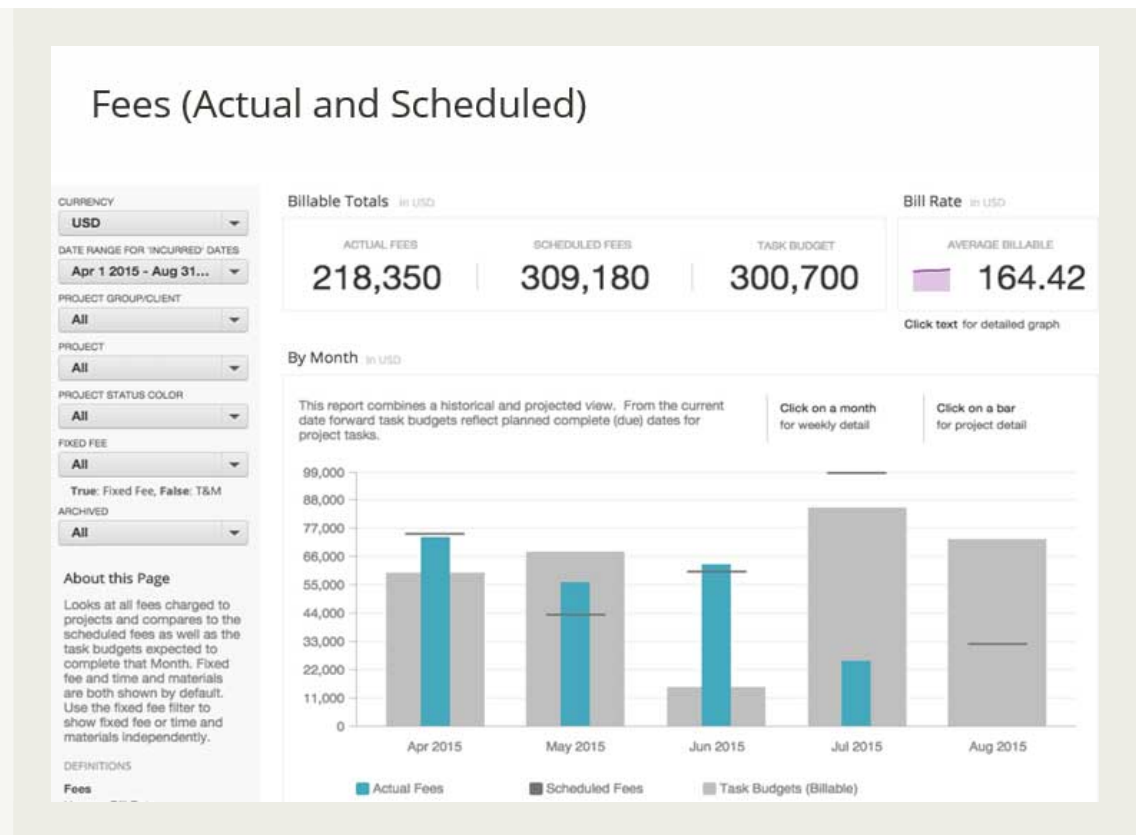 Fees (Actual and Scheduled)
CURRENCY
USD
DATE RANGE FOR 'INCURRED' DATES
Apr 1 2015 - Aug 31...
PROJECT GROUP/CLIENT
All
PROJECT
All
PROJECT STATUS COLOR
All
FIXED FEE
All
True: Fixed Fee, False: T&M
ARCHIVED
All
About this Page
Looks at all fees charged to
projects and compares to the
scheduled fees as well as the
task budgets expected to
complete that Month. Fixed
fee and time and materials
are both shown by default.
Use the fixed fee filter to
show fixed fee or time and
materials independently.
DEFINITIONS
Fees
Billable Totals in USD
ACTUAL FEES
218,350
SCHEDULED FEES
309,180
TASK BUDGET
300,700
Bill Rate in USD
AVERAGE BILLABLE
164.42
Click text for detailed graph
By Month in USD
This report combines a historical and projected view. From the current
date forward task budgets reflect planned complete (due) dates for
project tasks.
Click on a month
for weekly detail
Click on a bar
for project detail
99,000
88,000
77,000
66,000
55,000
44,000
33,000
22,000
11,000
0
Apr 2015
May 2015
Jun 2015
Jul 2015
Aug 2015
Actual Fees
Scheduled Fees
Task Budgets (Billable)